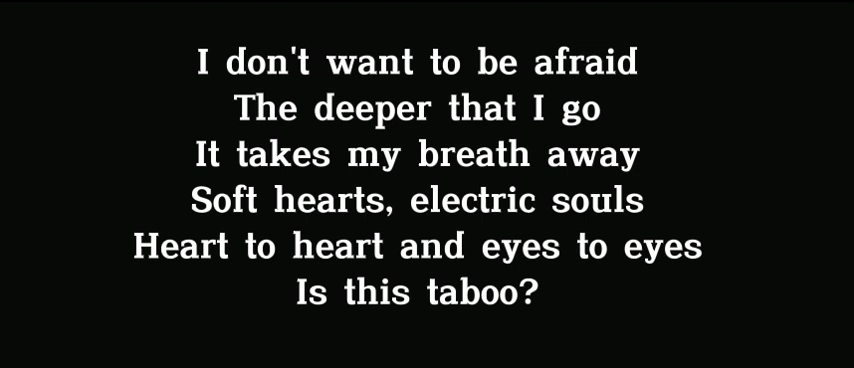 I don't want to be afraid
The deeper that I go
It takes my breath away
Soft hearts, electric souls
Heart to heart and eyes to eyes
Is this taboo?